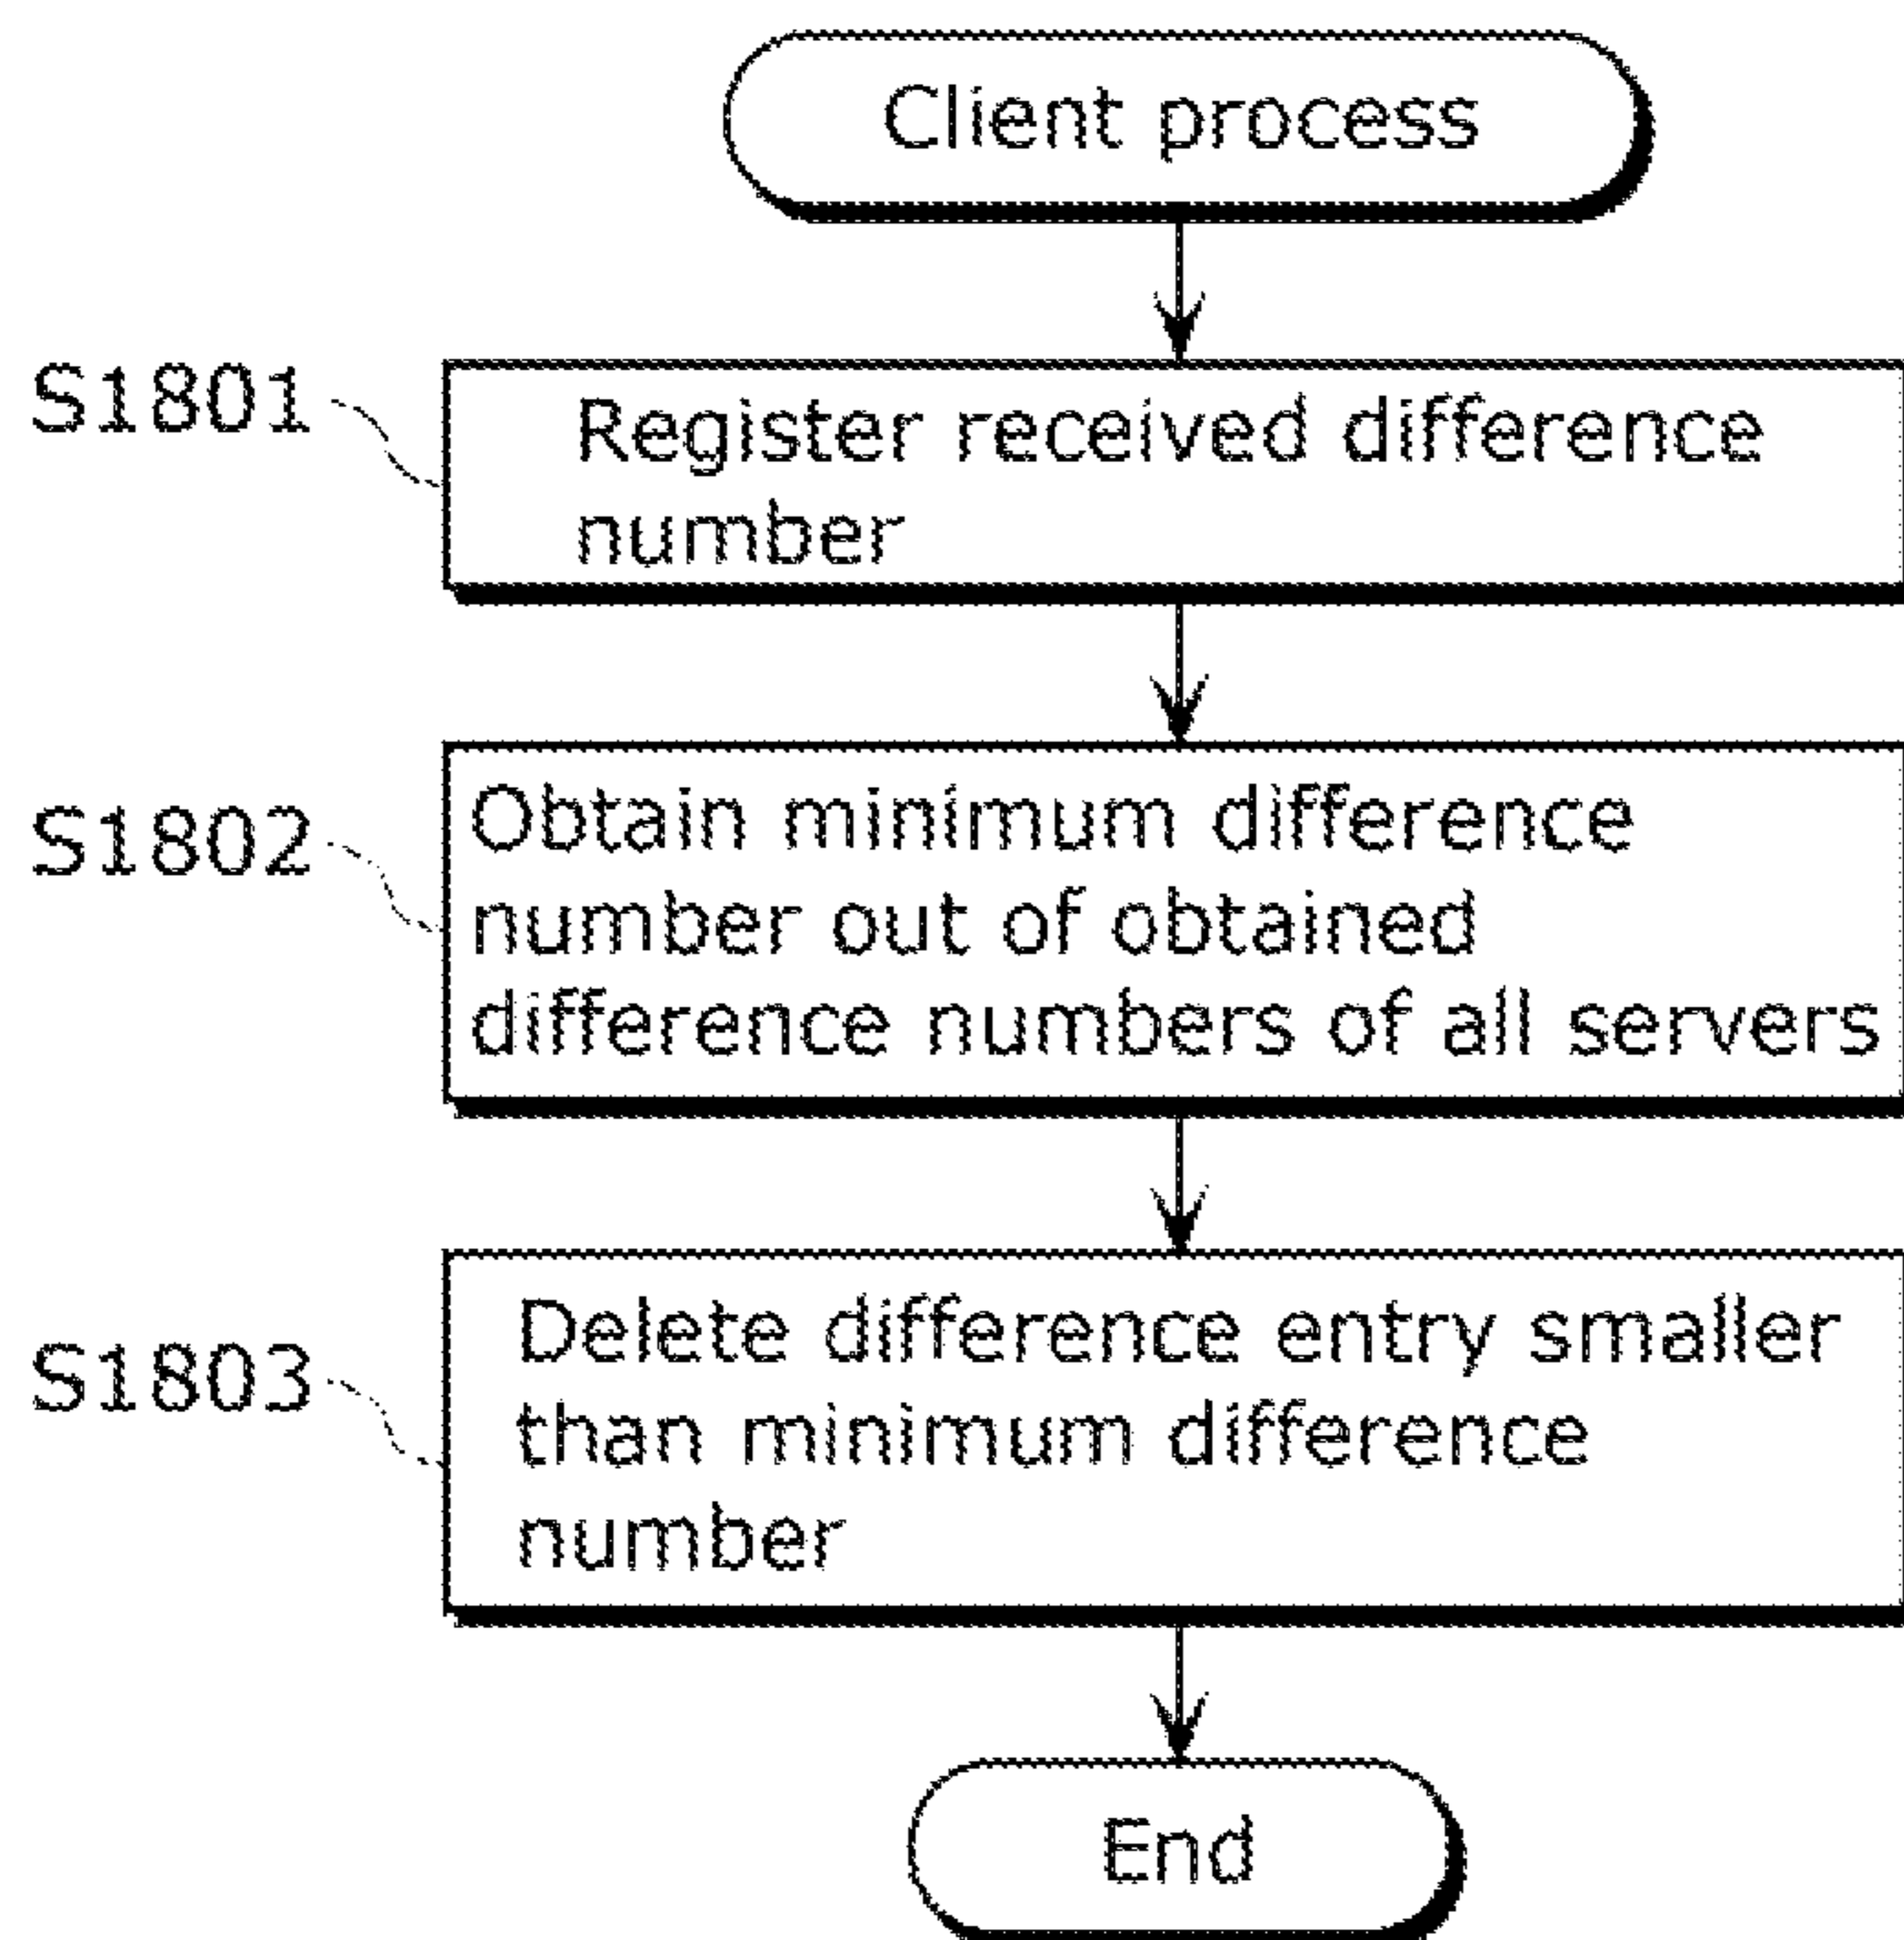 Client process
S1801
Register received difference
number
S1802
Obtain minimum difference
number out of obtained
difference numbers of all servers
S1803
Delete difference entry smaller
than minimum difference
number
End